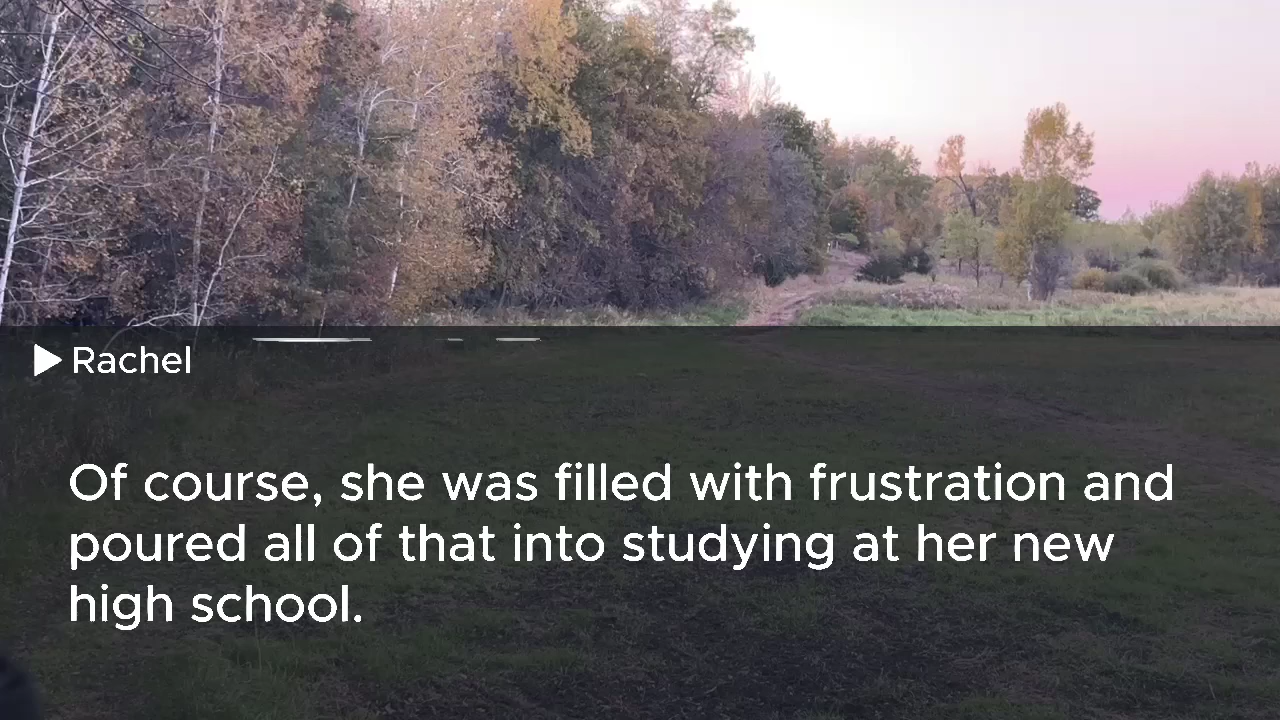 Rachel
Of course, she was filled with frustration and
poured all of that into studying at her new
high school.